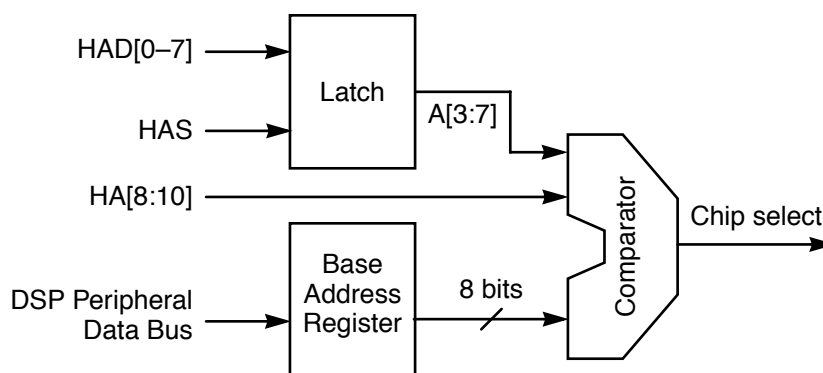 HAD[0–7]
Latch
A[3:7]
HAS
HA[8:10]
Comparator
Chip select
DSP Peripheral
Data Bus
Base
Address
Register
8 bits